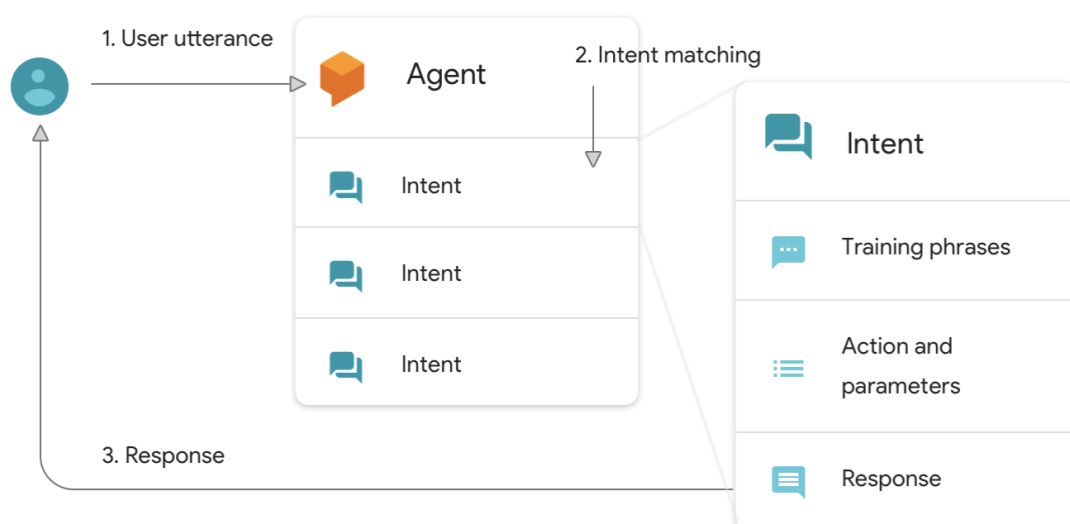 1. User utterance
Agent
2. Intent matching
Intent
Intent
Intent
Intent
Training phrases
Action and
parameters
Response
3. Response